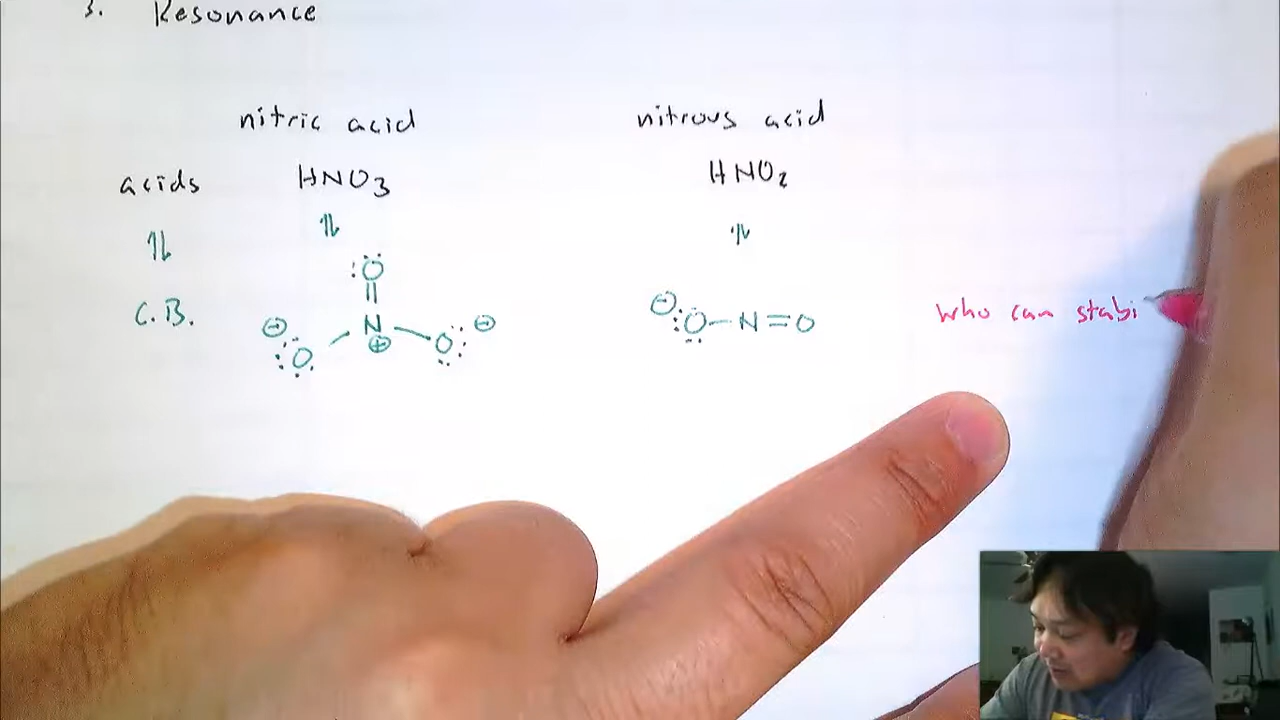 3. Resonance
nitric acid nitrous acid
acids HNO3 HNO2
⇌ ⇌ ⇌
:Ö
||
C.B. ⊖ :Ö: – N⊕ – :Ö: ⊖ ⊖ :Ö – N = O who can stabi